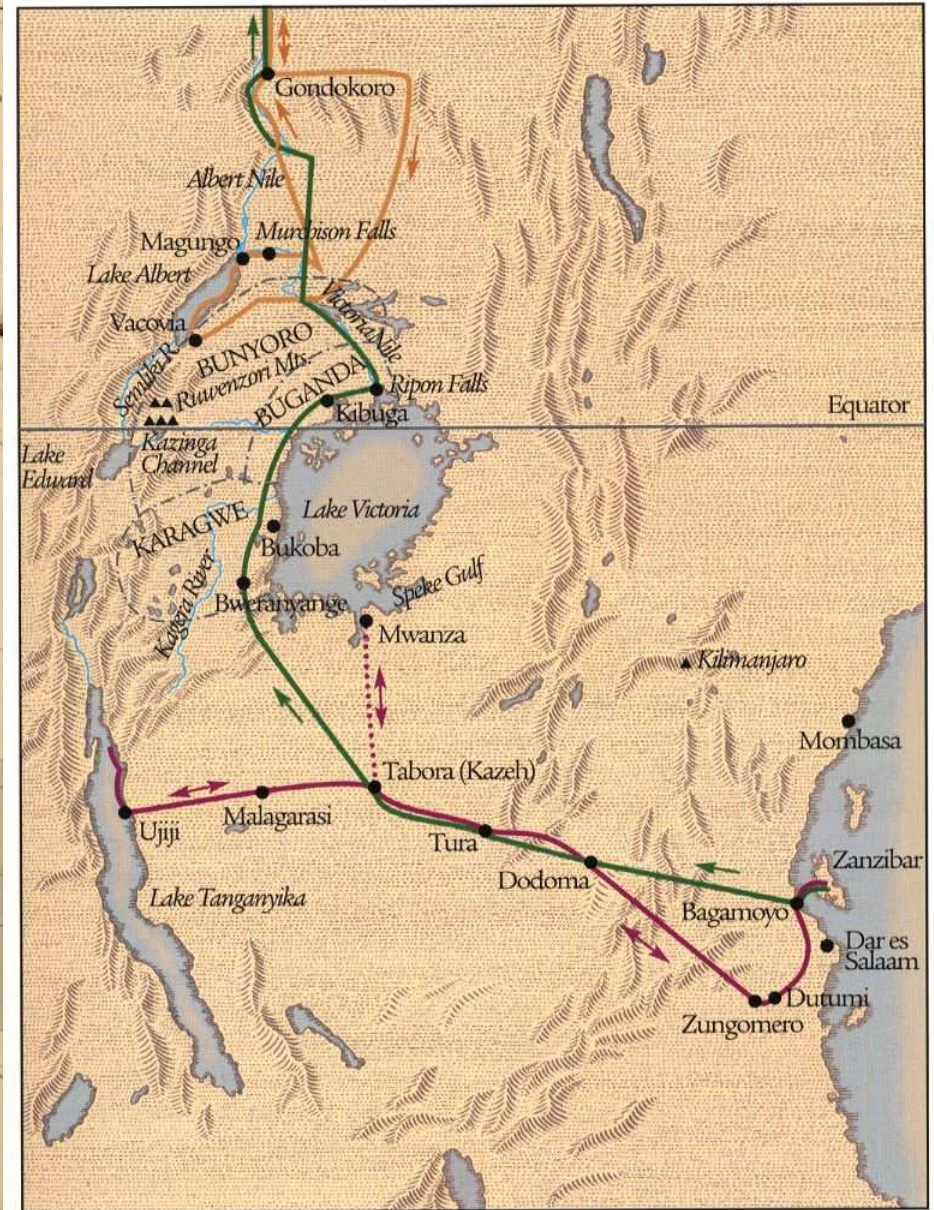 Gondokoro
Albert Nile
Murchison Falls
Magungo
Lake Albert
Victoria Nile
Vacovia
BUNYORO
Semliki R.
Ruwenzori Mts.
BUGANDA
Ripon Falls
Kibuga
Equator
Kazinga
Channel
Lake
Edward
Lake Victoria
KARAGWE
Bukoba
Speke Gulf
Bweranyange
Kagera River
Mwanza
Kilimanjaro
Mombasa
Tabora (Kazeh)
Malagarasi
Ujiji
Tura
Zanzibar
Dodoma
Lake Tanganyika
Bagamoyo
Dar es
Salaam
Dutumi
Zungomero